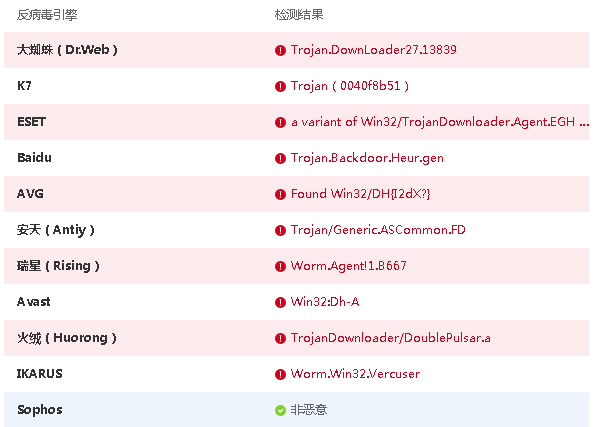 反病毒引擎 检测结果
大蜘蛛 ( Dr.Web ) Trojan.DownLoader27.13839
K7 Trojan ( 0040f8b51 )
ESET a variant of Win32/TrojanDownloader.Agent.EGH ...
Baidu Trojan.Backdoor.Heur.gen
AVG Found Win32/DH{I2dX?}
安天 ( Antiy ) Trojan/Generic.ASCommon.FD
瑞星 ( Rising ) Worm.Agent!1.B667
Avast Win32:Dh-A
火绒 ( Huorong ) TrojanDownloader/DoublePulsar.a
IKARUS Worm.Win32.Vercuser
Sophos 非恶意